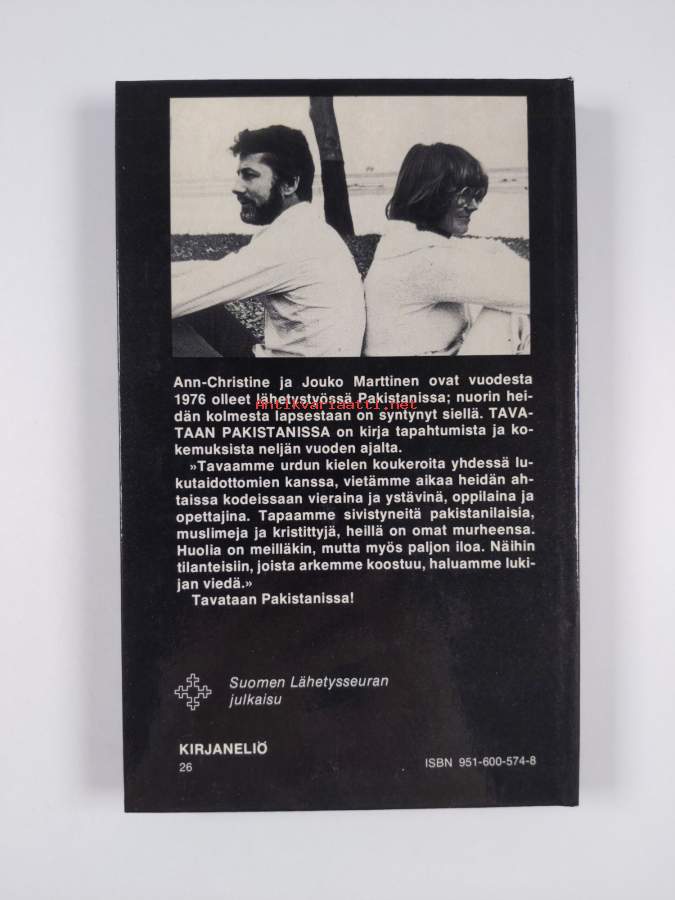 Ann-Christine ja Jouko Marttinen ovat vuodesta
1976 olleet lähetystyössä Pakistanissa; nuorin hei-
Antikvariaatti.net
dän kolmesta lapsestaan on syntynyt siellä. TAVA-
TAAN PAKISTANISSA on kirja tapahtumista ja ko-
kemuksista neljän vuoden ajalta.
»Tavaamme urdun kielen koukeroita yhdessä lu-
kutaidottomien kanssa, vietämme aikaa heidän ah-
taissa kodeissaan vieraina ja ystävinä, oppilaina ja
opettajina. Tapaamme sivistyneitä pakistanilaisia,
muslimeja ja kristittyjä, heillä on omat murheensa.
Huolia on meilläkin, mutta myös paljon iloa. Näihin
tilanteisiin, joista arkemme koostuu, haluamme luki-
jan viedä.»
Tavataan Pakistanissa!
Suomen Lähetysseuran
julkaisu
KIRJANELIÖ
26
ISBN 951-600-574-8